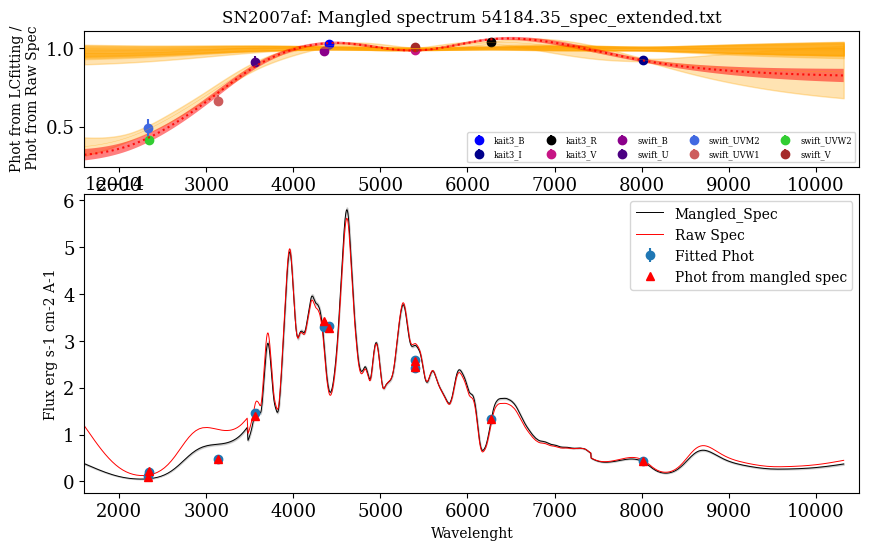 SN2007af: Mangled spectrum 54184.35_spec_extended.txt
Phot from LCfitting /
Phot from Raw Spec
1.0
0.5
kait3_B kait3_R swift_B swift_UVM2 swift_UVW2
kait3_I kait3_V swift_U swift_UVW1 swift_V
2000 3000 4000 5000 6000 7000 8000 9000 10000
1e−14
Flux erg s-1 cm-2 A-1
6
5
4
3
2
1
0
Mangled_Spec
Raw Spec
Fitted Phot
Phot from mangled spec
2000 3000 4000 5000 6000 7000 8000 9000 10000
Wavelenght